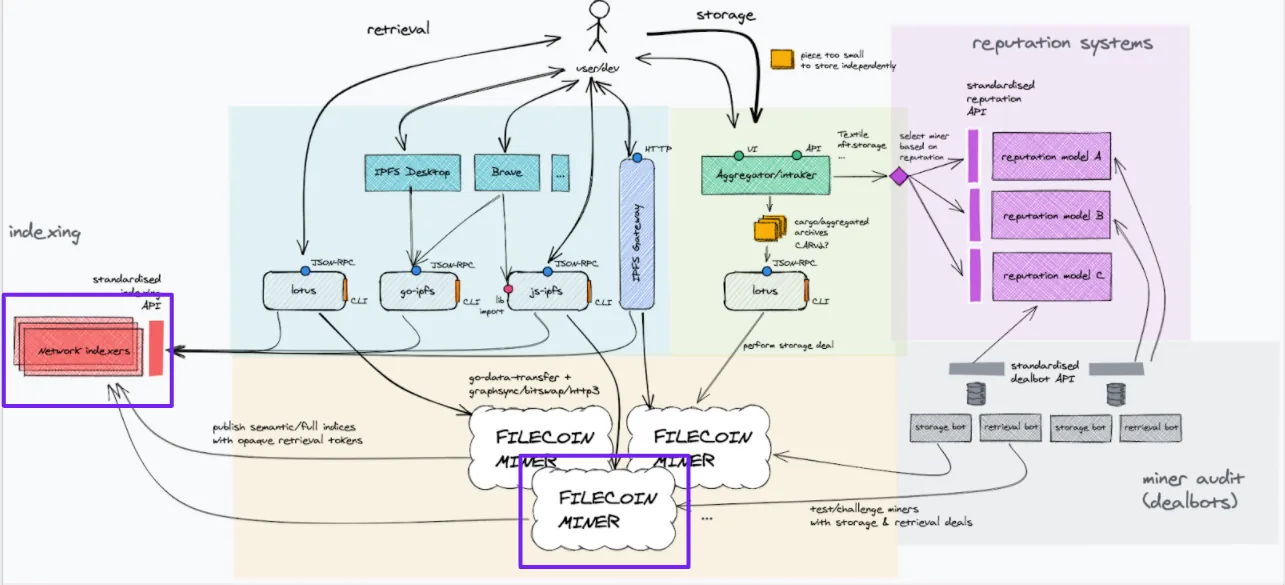 retrieval
storage
user/dev
piece too small
to store independently
reputation systems
standardised
reputation
API
Textile
nft.storage
...
select miner
based on
reputation
reputation model A
reputation model B
reputation model C
HTTP
UI
API
IPFS Desktop
Brave
...
Aggregator/intaker
IPFS Gateway
cargo/aggregated
archives
CARv2?
indexing
standardised
indexing
API
Network indexers
JSON-RPC
lotus
CLI
JSON-RPC
go-ipfs
CLI
lib
import
JSON-RPC
js-ipfs
CLI
JSON-RPC
lotus
CLI
perform storage deal
go-data-transfer +
graphsync/bitswap/http3
publish semantic/full indices
with opaque retrieval tokens
FILECOIN
MINER
FILECOIN
MINER
FILECOIN
MINER
...
standardised
dealbot API
storage bot
retrieval bot
storage bot
retrieval bot
test/challenge miners
with storage & retrieval deals
miner audit
(dealbots)